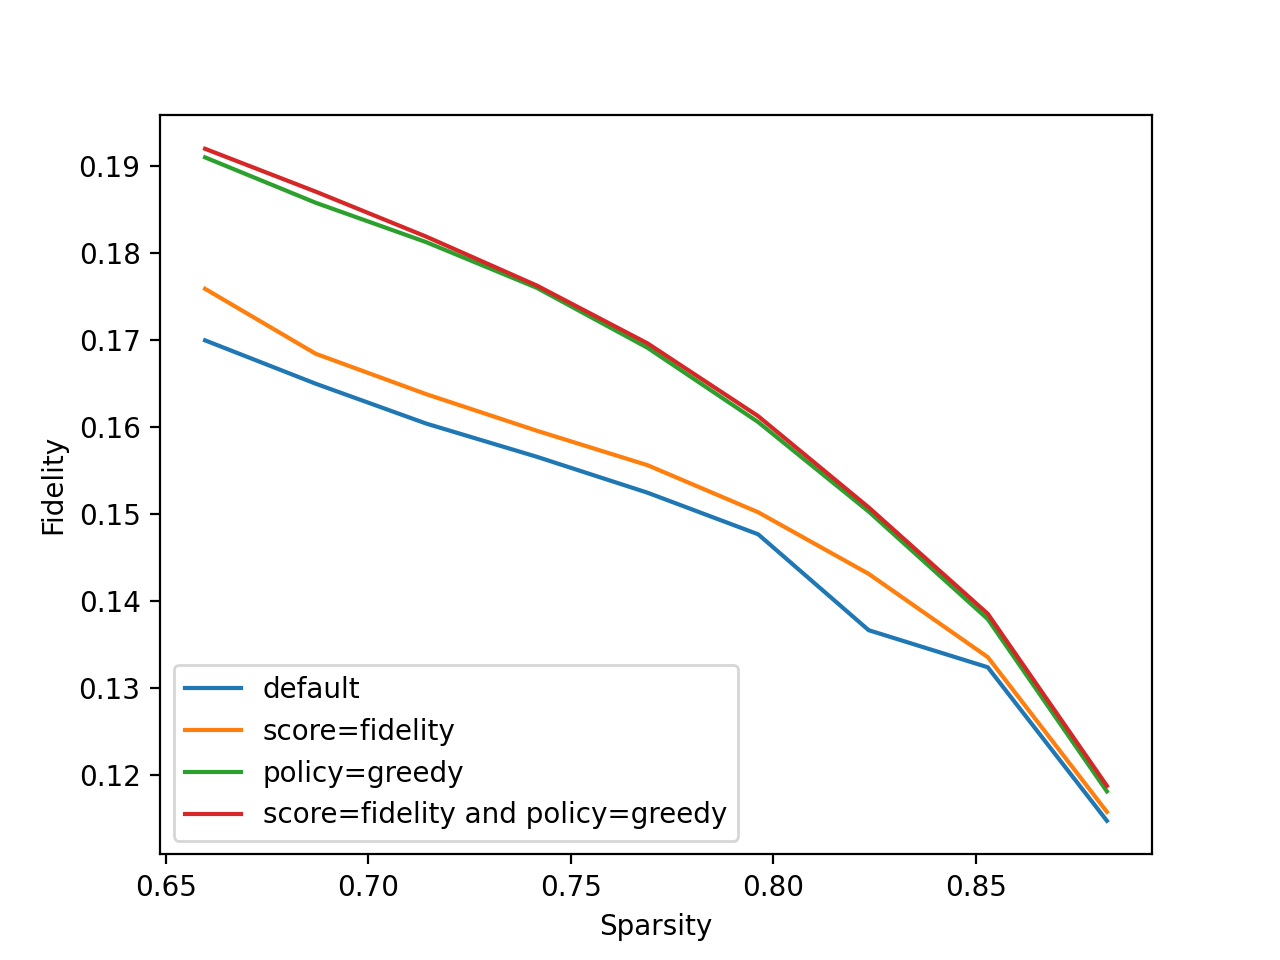 0.19
0.18
0.17
0.16
0.15
0.14
0.13
0.12
Fidelity
default
score=fidelity
policy=greedy
score=fidelity and policy=greedy
0.65 0.70 0.75 0.80 0.85
Sparsity